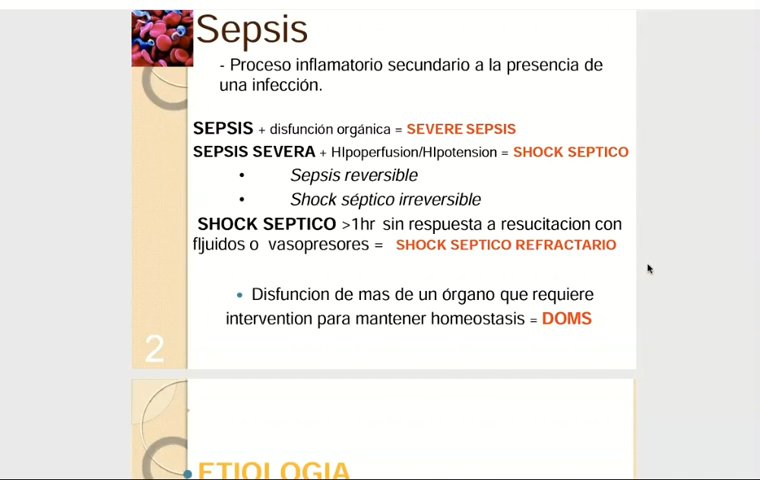 Sepsis
- Proceso inflamatorio secundario a la presencia de
una infección.
SEPSIS + disfunción orgánica = SEVERE SEPSIS
SEPSIS SEVERA + HIpoperfusion/HIpotension = SHOCK SEPTICO
• Sepsis reversible
• Shock séptico irreversible
SHOCK SEPTICO >1hr sin respuesta a resucitacion con
fljuidos o vasopresores = SHOCK SEPTICO REFRACTARIO
• Disfuncion de mas de un órgano que requiere
intervention para mantener homeostasis = DOMS
2
• ETIOLOGIA